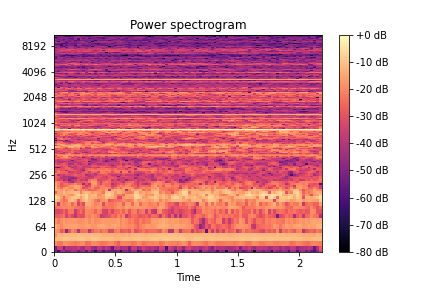 Power spectrogram
8192
4096
2048
1024
512
256
128
64
0
Hz
0
0.5
1
1.5
2
Time
+0 dB
-10 dB
-20 dB
-30 dB
-40 dB
-50 dB
-60 dB
-70 dB
-80 dB